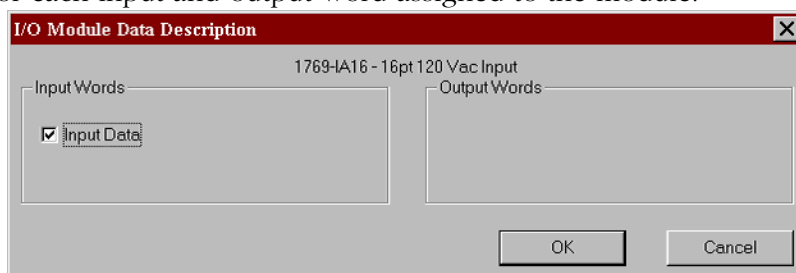 or each input and output word assigned to the module.
I/O Module Data Description
1769-IA16 - 16pt 120 Vac Input
Input Words
Output Words
Input Data
OK
Cancel